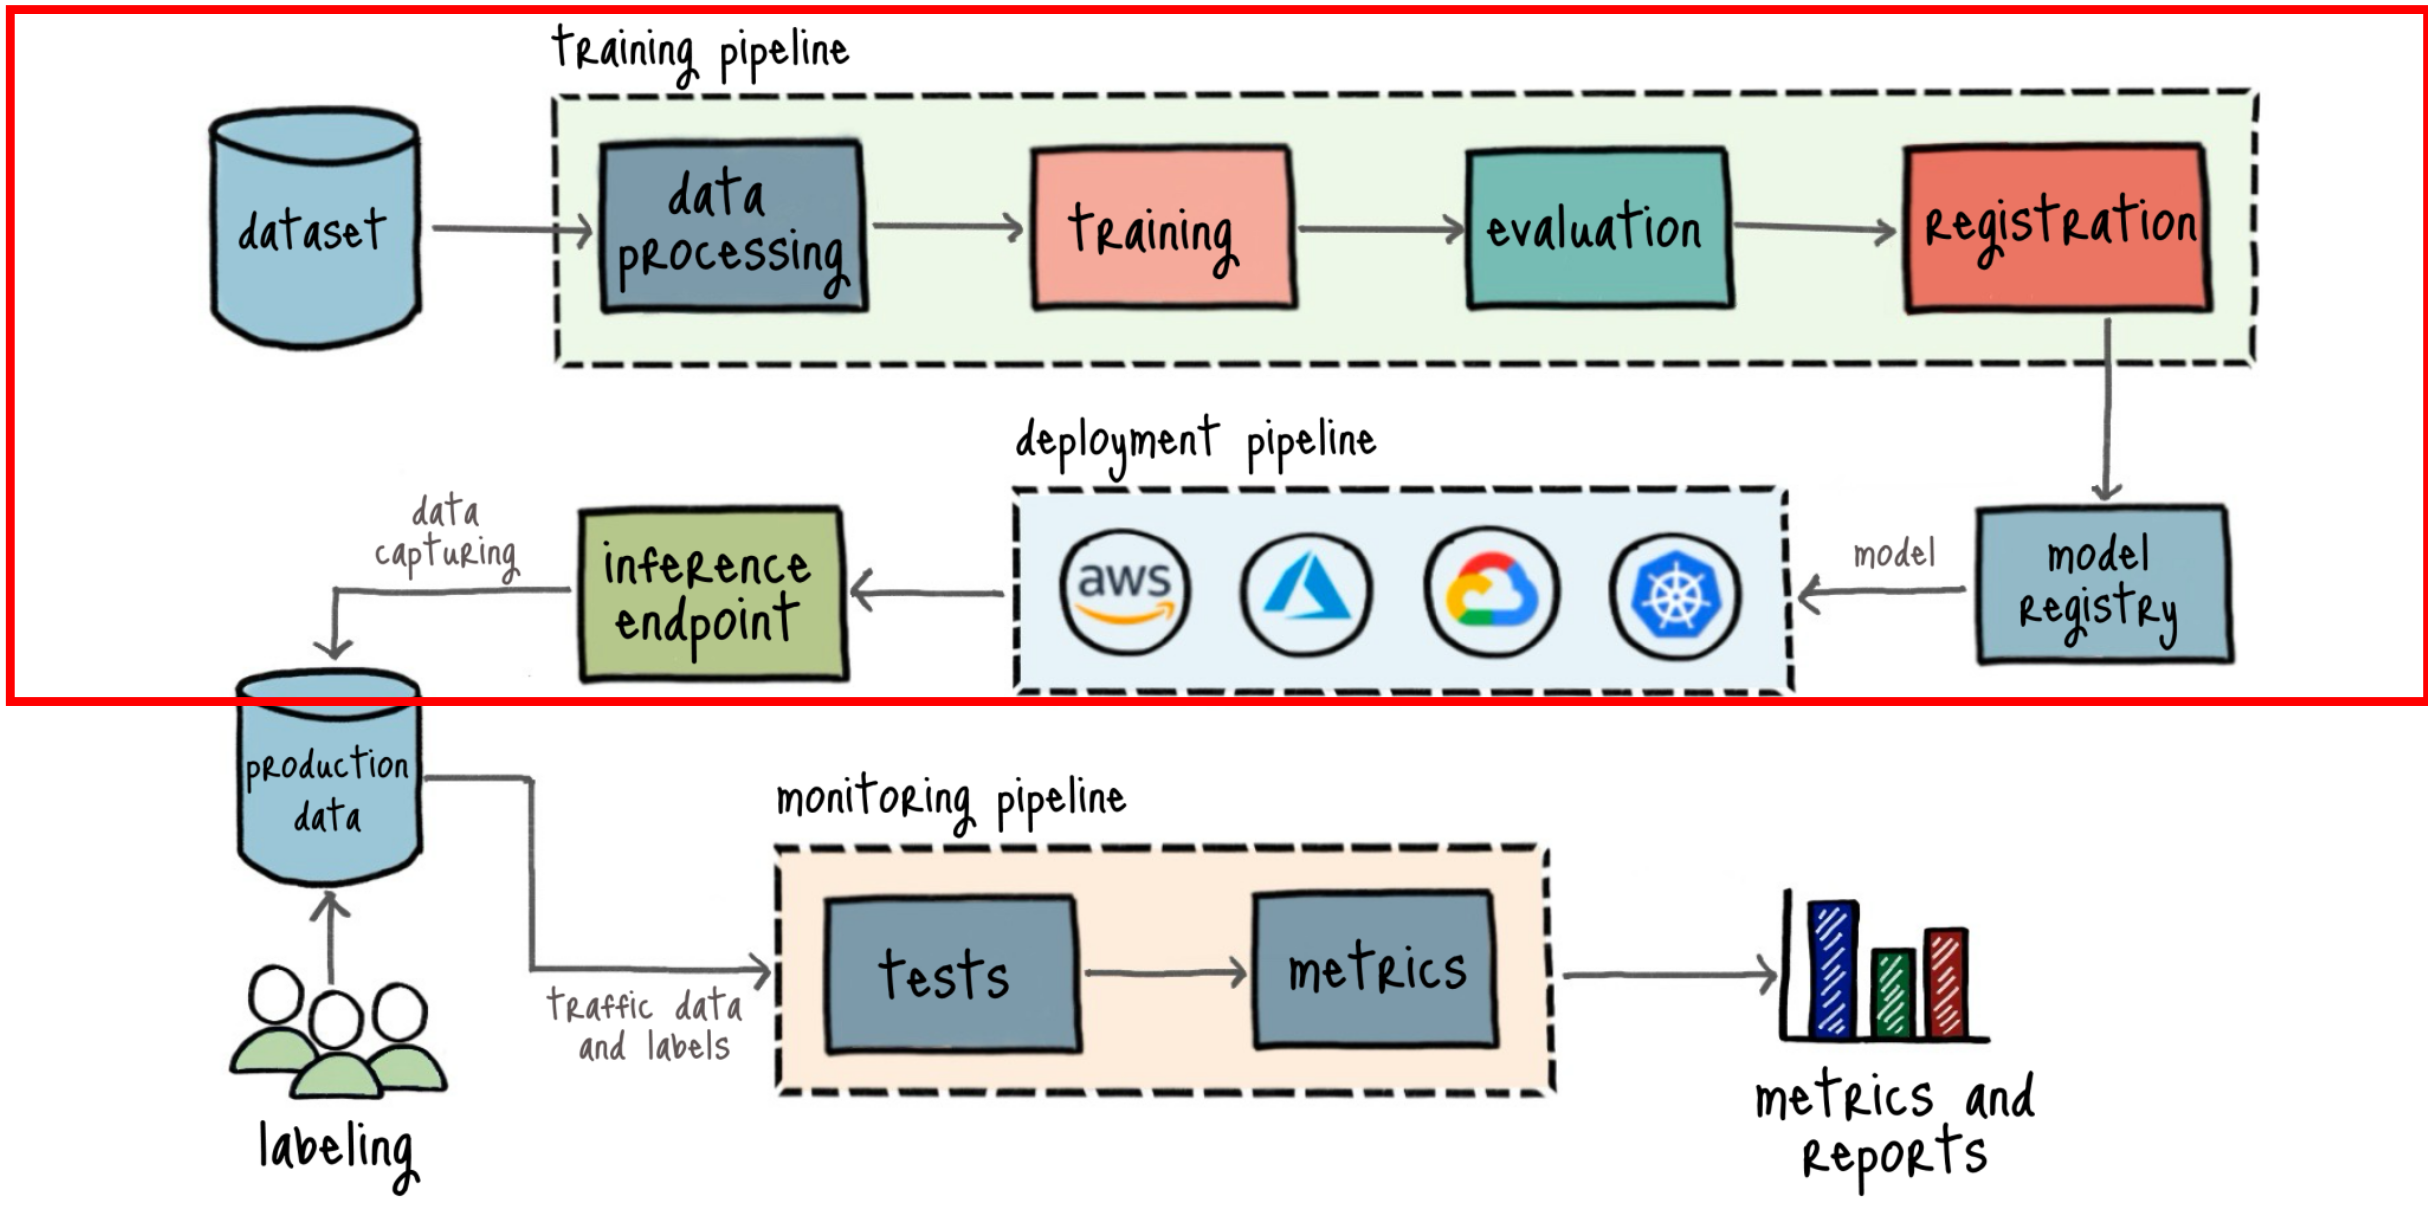 training pipeline
dataset
data
processing
training
evaluation
registration
deployment pipeline
data
capturing
inference
endpoint
aws
model
model
registry
production
data
monitoring pipeline
tests
metrics
traffic data
and labels
labeling
metrics and
reports